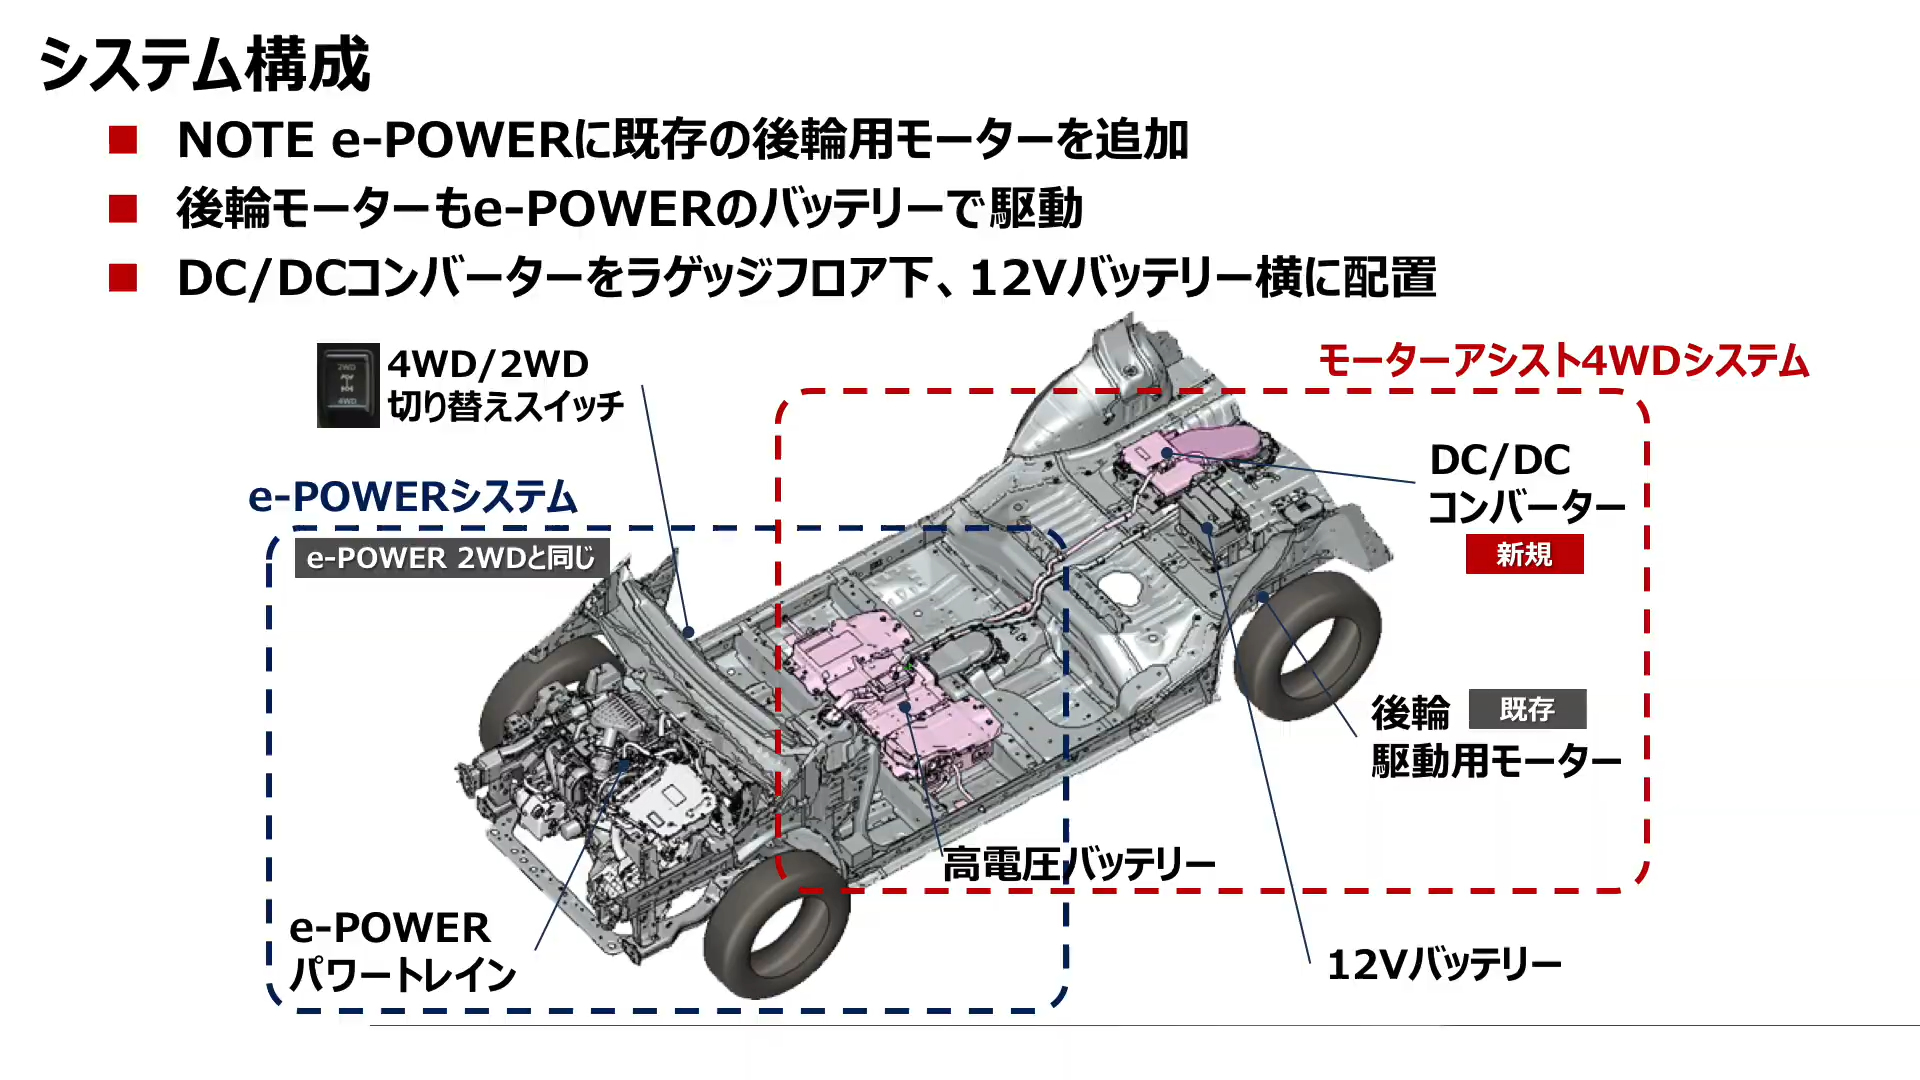 システム構成
NOTE e-POWERに既存の後輪用モーターを追加
後輪モーターもe-POWERのバッテリーで駆動
DC/DCコンバーターをラゲッジフロア下、12Vバッテリー横に配置
2WD
4WD
4WD/2WD
切り替えスイッチ
モーターアシスト4WDシステム
e-POWERシステム
e-POWER 2WDと同じ
DC/DC
コンバーター
新規
後輪 既存
駆動用モーター
高電圧バッテリー
e-POWER
パワートレイン
12Vバッテリー